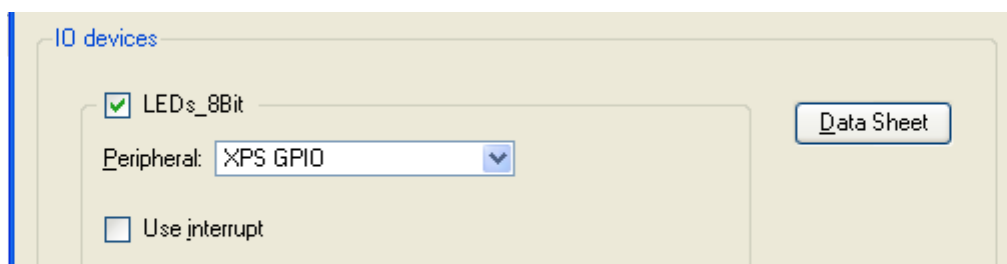 IO devices
LEDs_8Bit
Data Sheet
Peripheral: XPS GPIO
Use interrupt